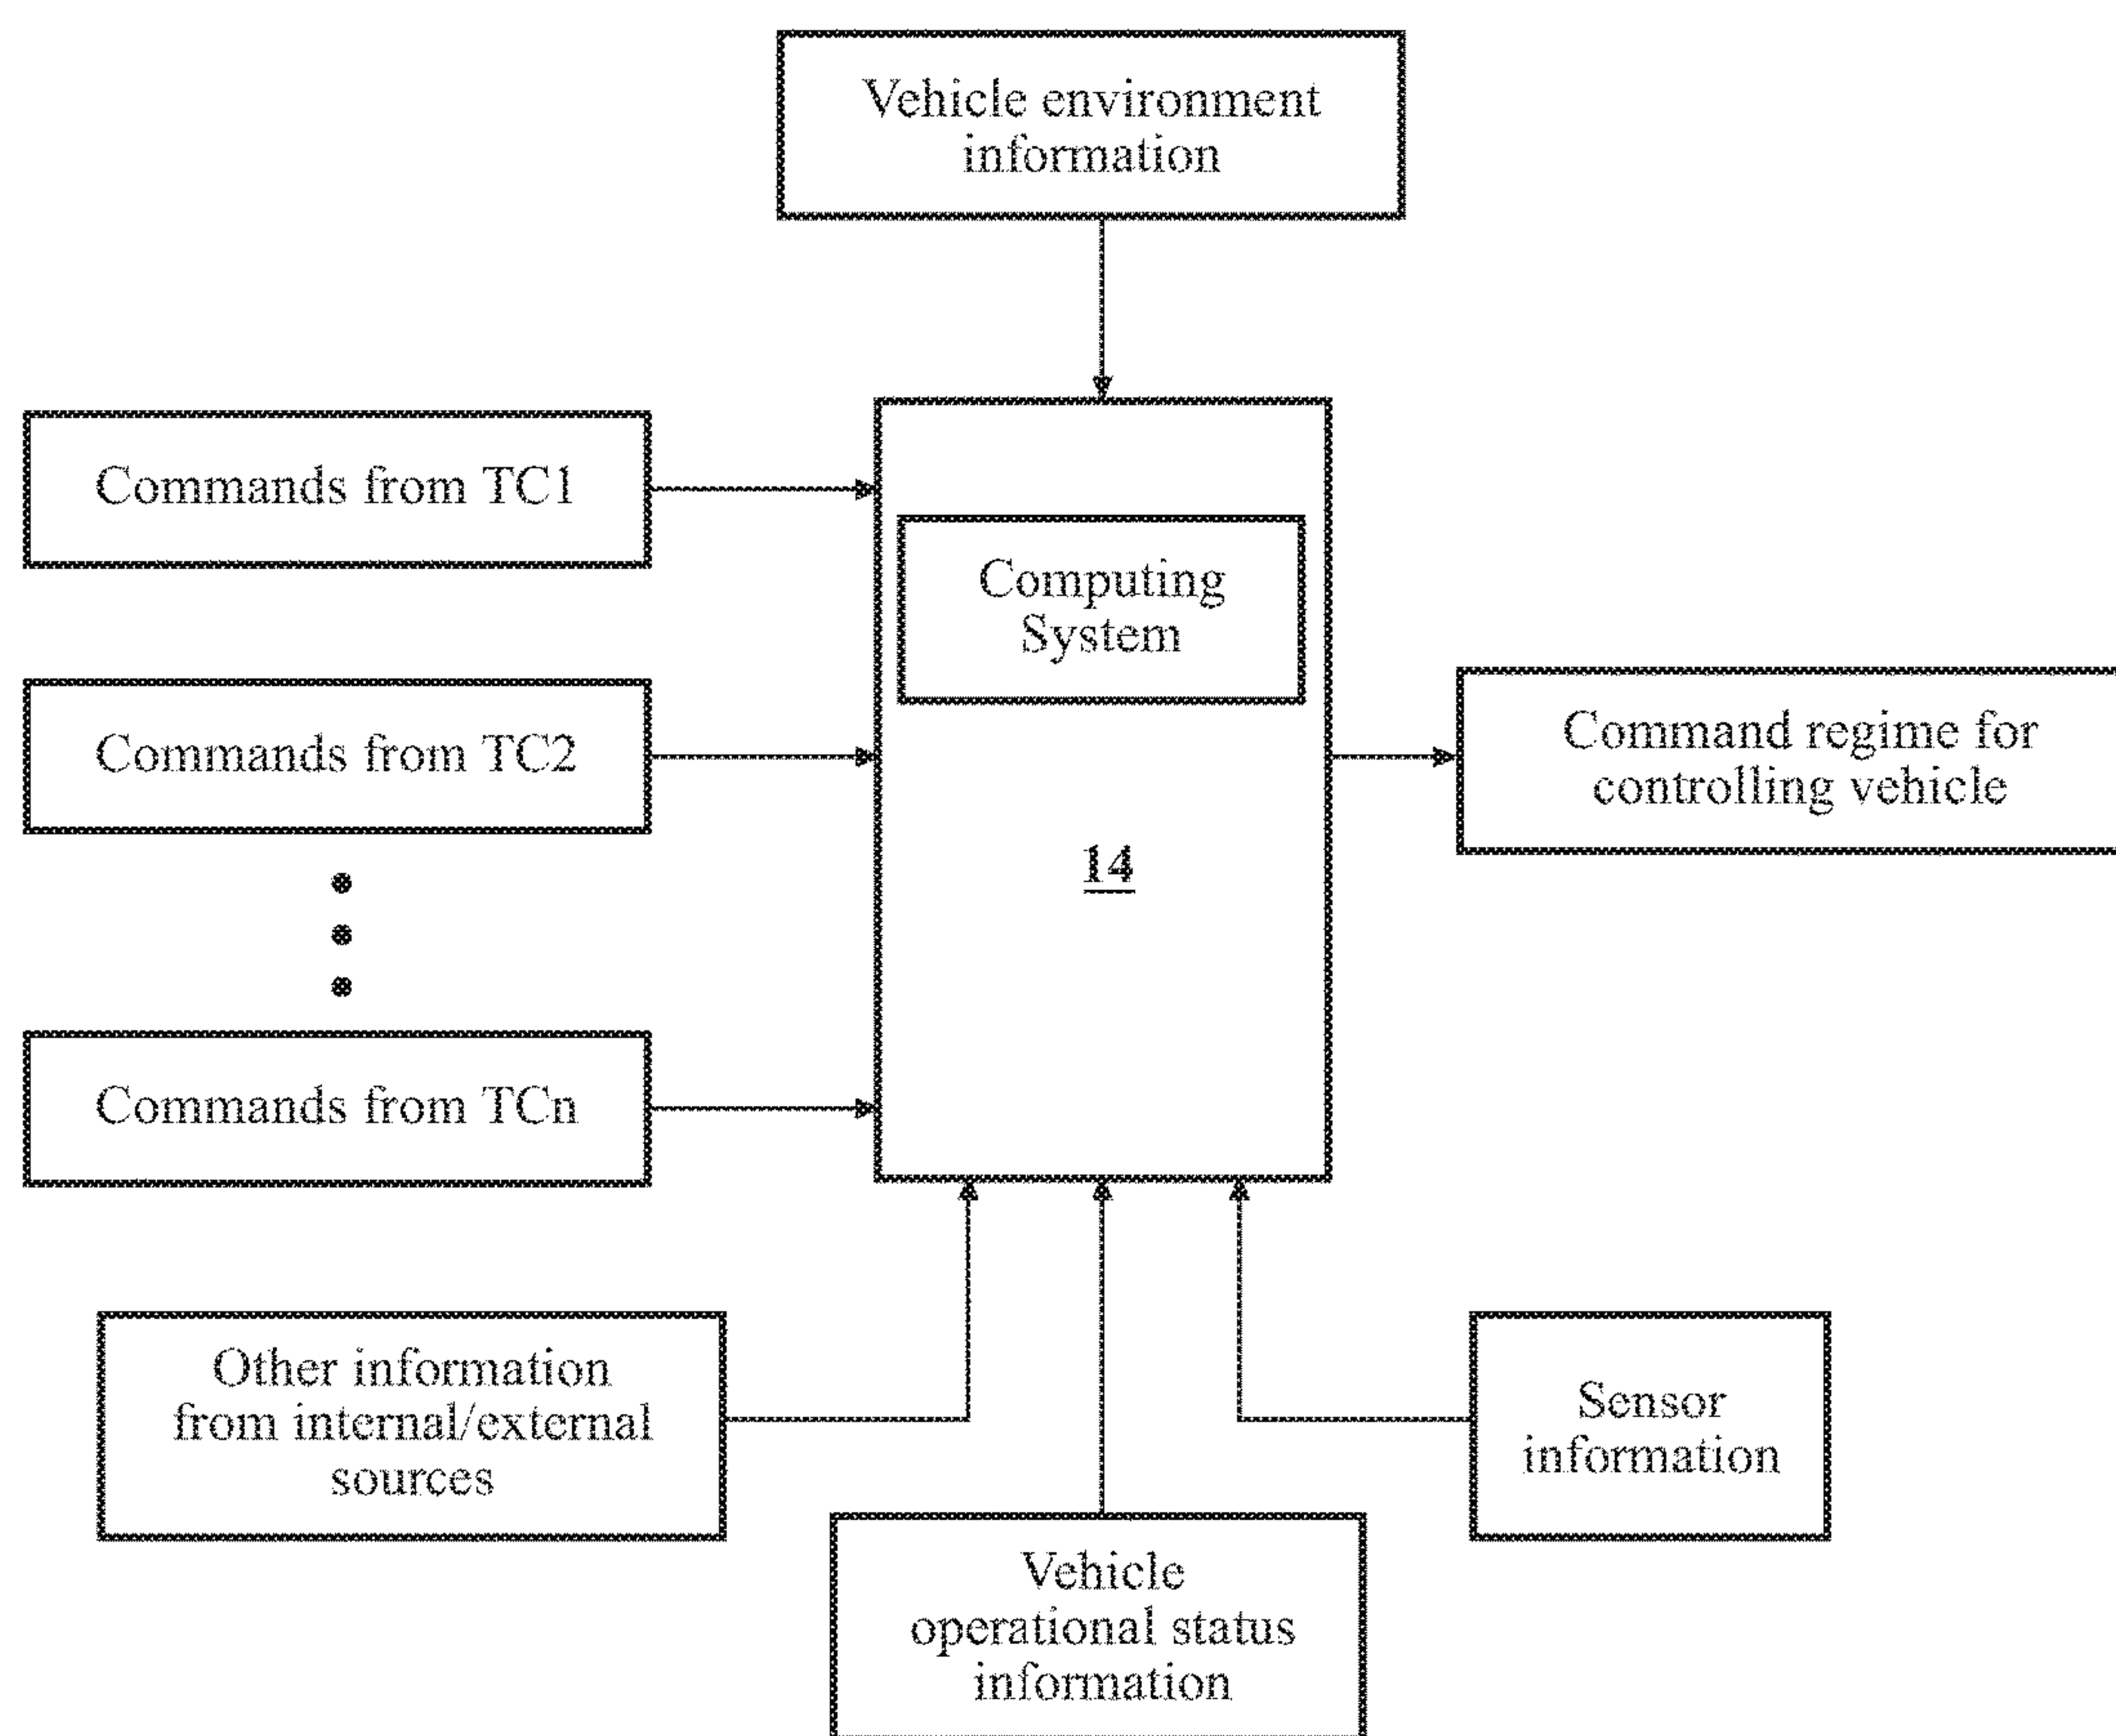 Vehicle environment
information
Commands from TC1
Computing
System
Commands from TC2
Command regime for
controlling vehicle
14
Commands from TCn
Other information
from internal/external
sources
Sensor
information
Vehicle
operational status
information